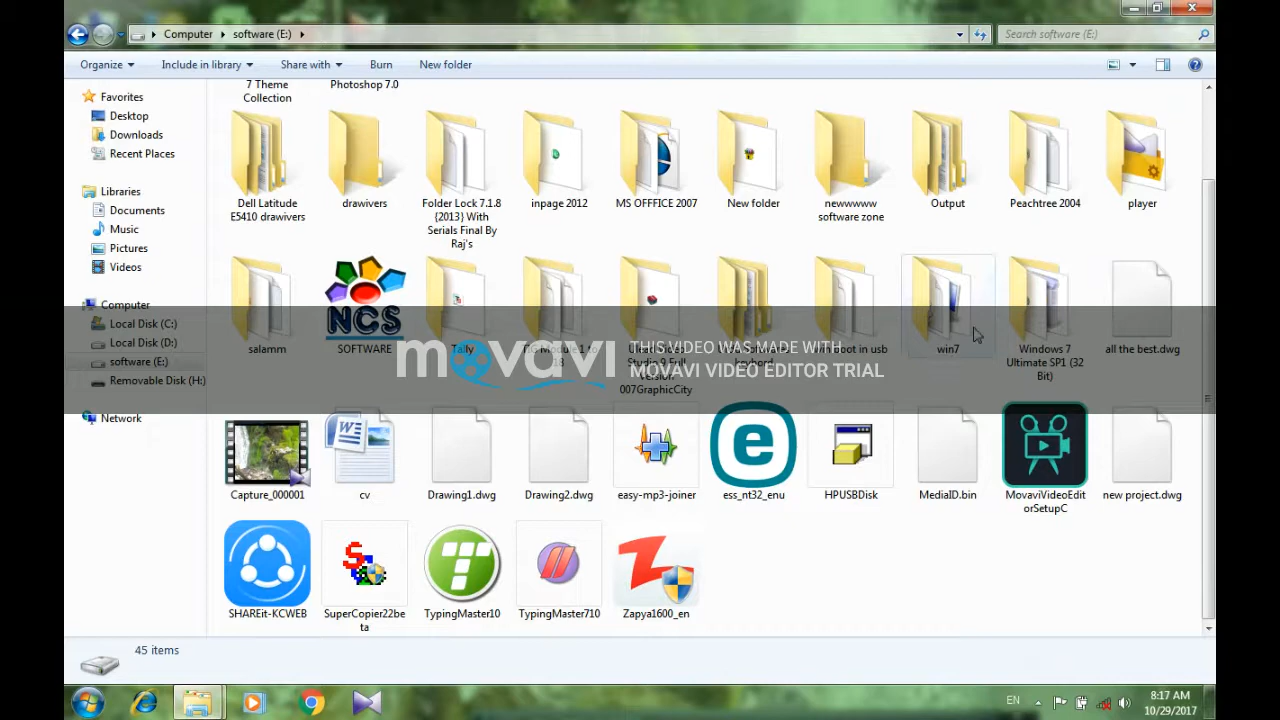 Computer software (E:) Search software (E:)
Organize Include in library Share with Burn New folder
7 Theme Collection
Photoshop 7.0
Favorites
Desktop
Downloads
Recent Places
Libraries
Documents
Music
Pictures
Videos
Computer
Local Disk (C:)
Local Disk (D:)
software (E:)
Removable Disk (H:)
Network
Dell Latitude
E5410 drawivers
drawivers
Folder Lock 7.1.8
{2013} With
Serials Final By
Raj's
inpage 2012
MS OFFFICE 2007
New folder
newwwww
software zone
Output
Peachtree 2004
player
salamm
NCS
SOFTWARE
Tally
007GraphicCity
win7
Windows 7
Ultimate SP1 (32
Bit)
all the best.dwg
movavi
THIS VIDEO WAS MADE WITH
MOVAVI VIDEO EDITOR TRIAL
Capture_000001
cv
Drawing1.dwg
Drawing2.dwg
easy-mp3-joiner
ess_nt32_enu
HPUSBDisk
MediaID.bin
MovaviVideoEdit
orSetupC
new project.dwg
SHAREit-KCWEB
SuperCopier22be
ta
TypingMaster10
TypingMaster710
Zapya1600_en
45 items
EN
8:17 AM
10/29/2017